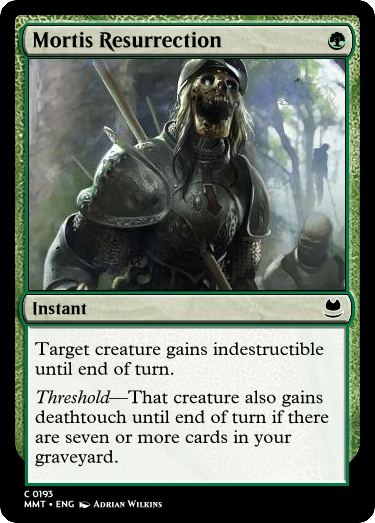 Mortis Resurrection
Instant
Target creature gains indestructible
until end of turn.
Threshold—That creature also gains
deathtouch until end of turn if there
are seven or more cards in your
graveyard.
C 0193
MMT • ENG Adrian Wilkins